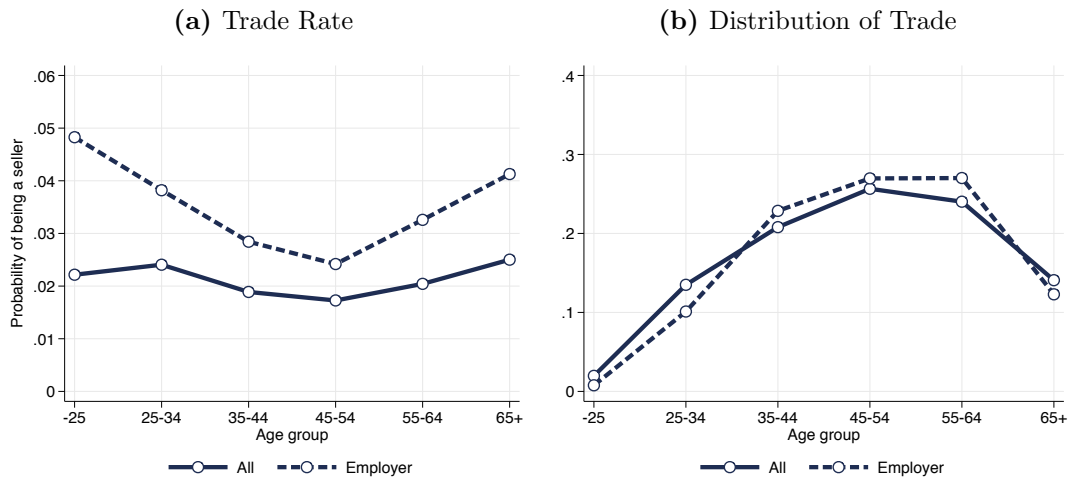 (a) Trade Rate
Probability of being a seller
.06
.05
.04
.03
.02
.01
0
-25 25-34 35-44 45-54 55-64 65+
Age group
All Employer
(b) Distribution of Trade
.4
.3
.2
.1
0
-25 25-34 35-44 45-54 55-64 65+
Age group
All Employer